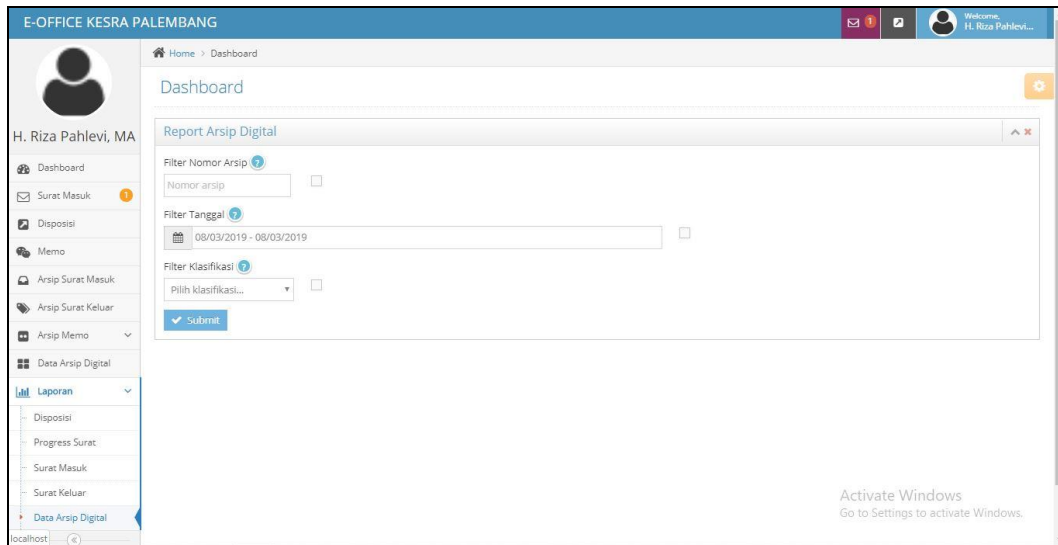 E-OFFICE KESRA PALEMBANG
1
Welcome,
H. Riza Pahlevi...
H. Riza Pahlevi, MA
Dashboard
Surat Masuk 1
Disposisi
Memo
Arsip Surat Masuk
Arsip Surat Keluar
Arsip Memo
Data Arsip Digital
Laporan
Disposisi
Progress Surat
Surat Masuk
Surat Keluar
Data Arsip Digital
localhost
Home > Dashboard
Dashboard
Report Arsip Digital
Filter Nomor Arsip ?
Nomor arsip
Filter Tanggal ?
08/03/2019 - 08/03/2019
Filter Klasifikasi ?
Pilih klasifikasi...
Submit
Activate Windows
Go to Settings to activate Windows.